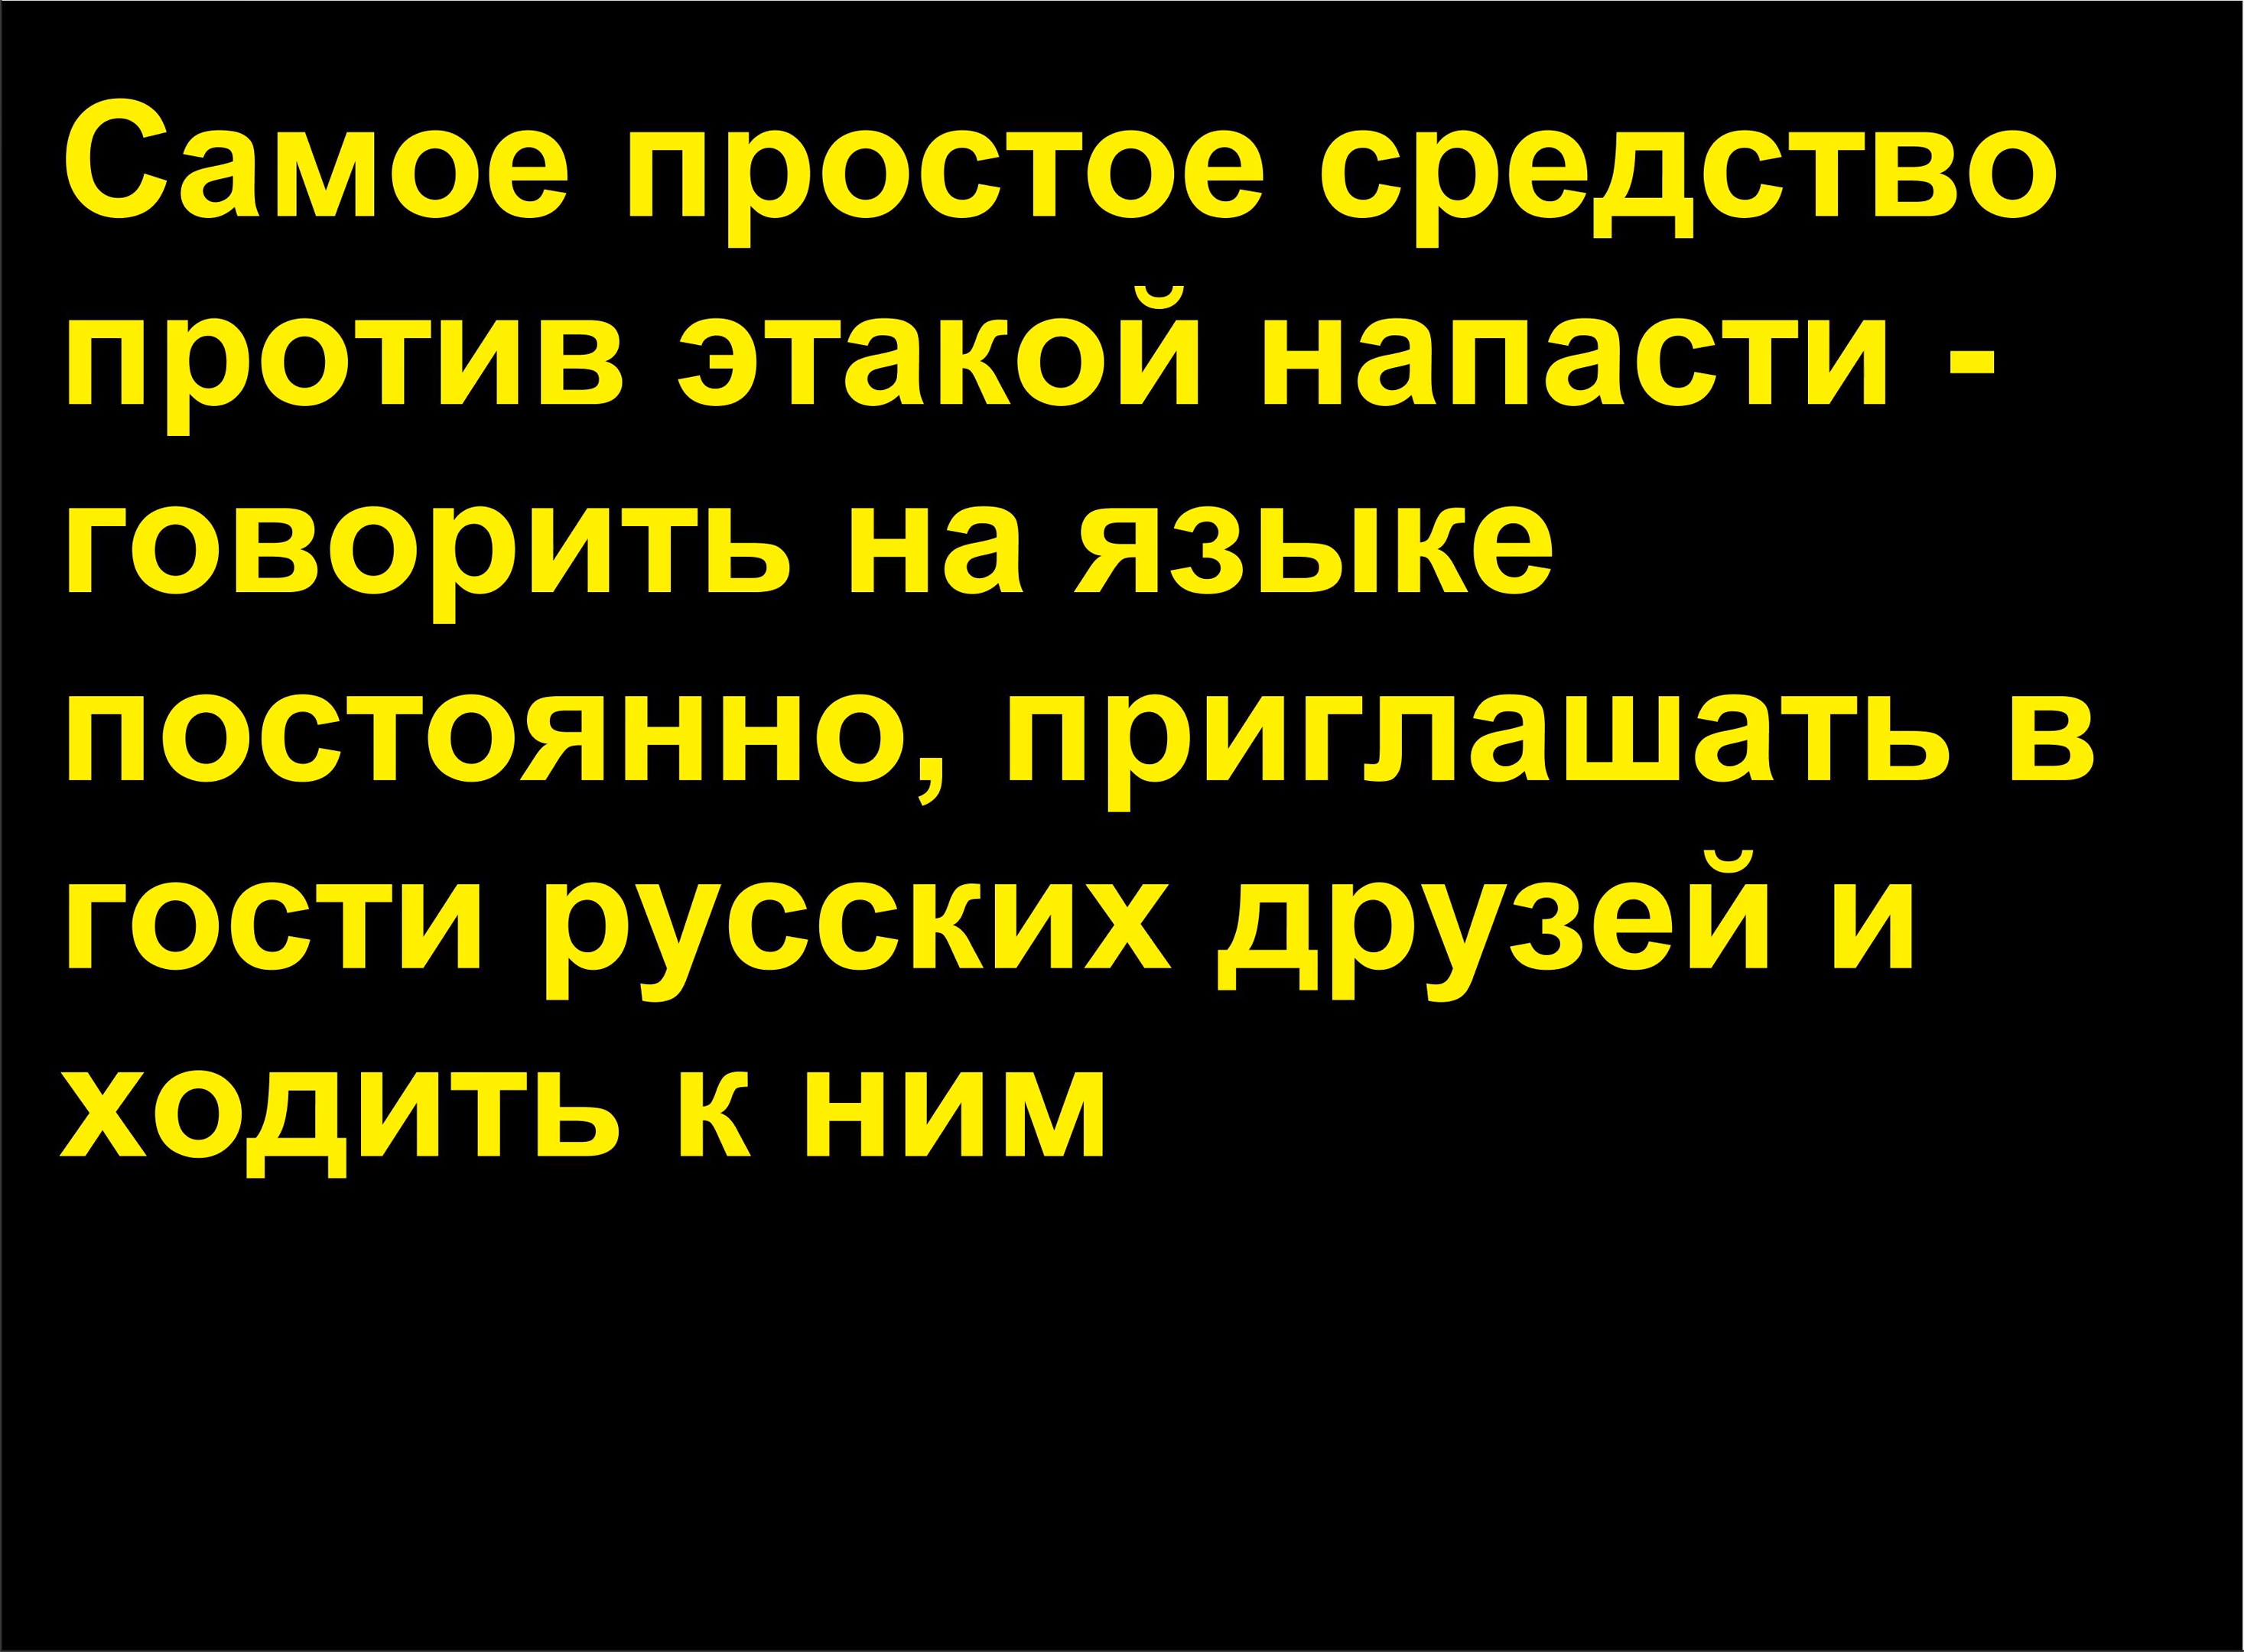 Самое простое средство
против этакой напасти -
говорить на языке
постоянно, приглашать в
гости русских друзей и
ходить к ним